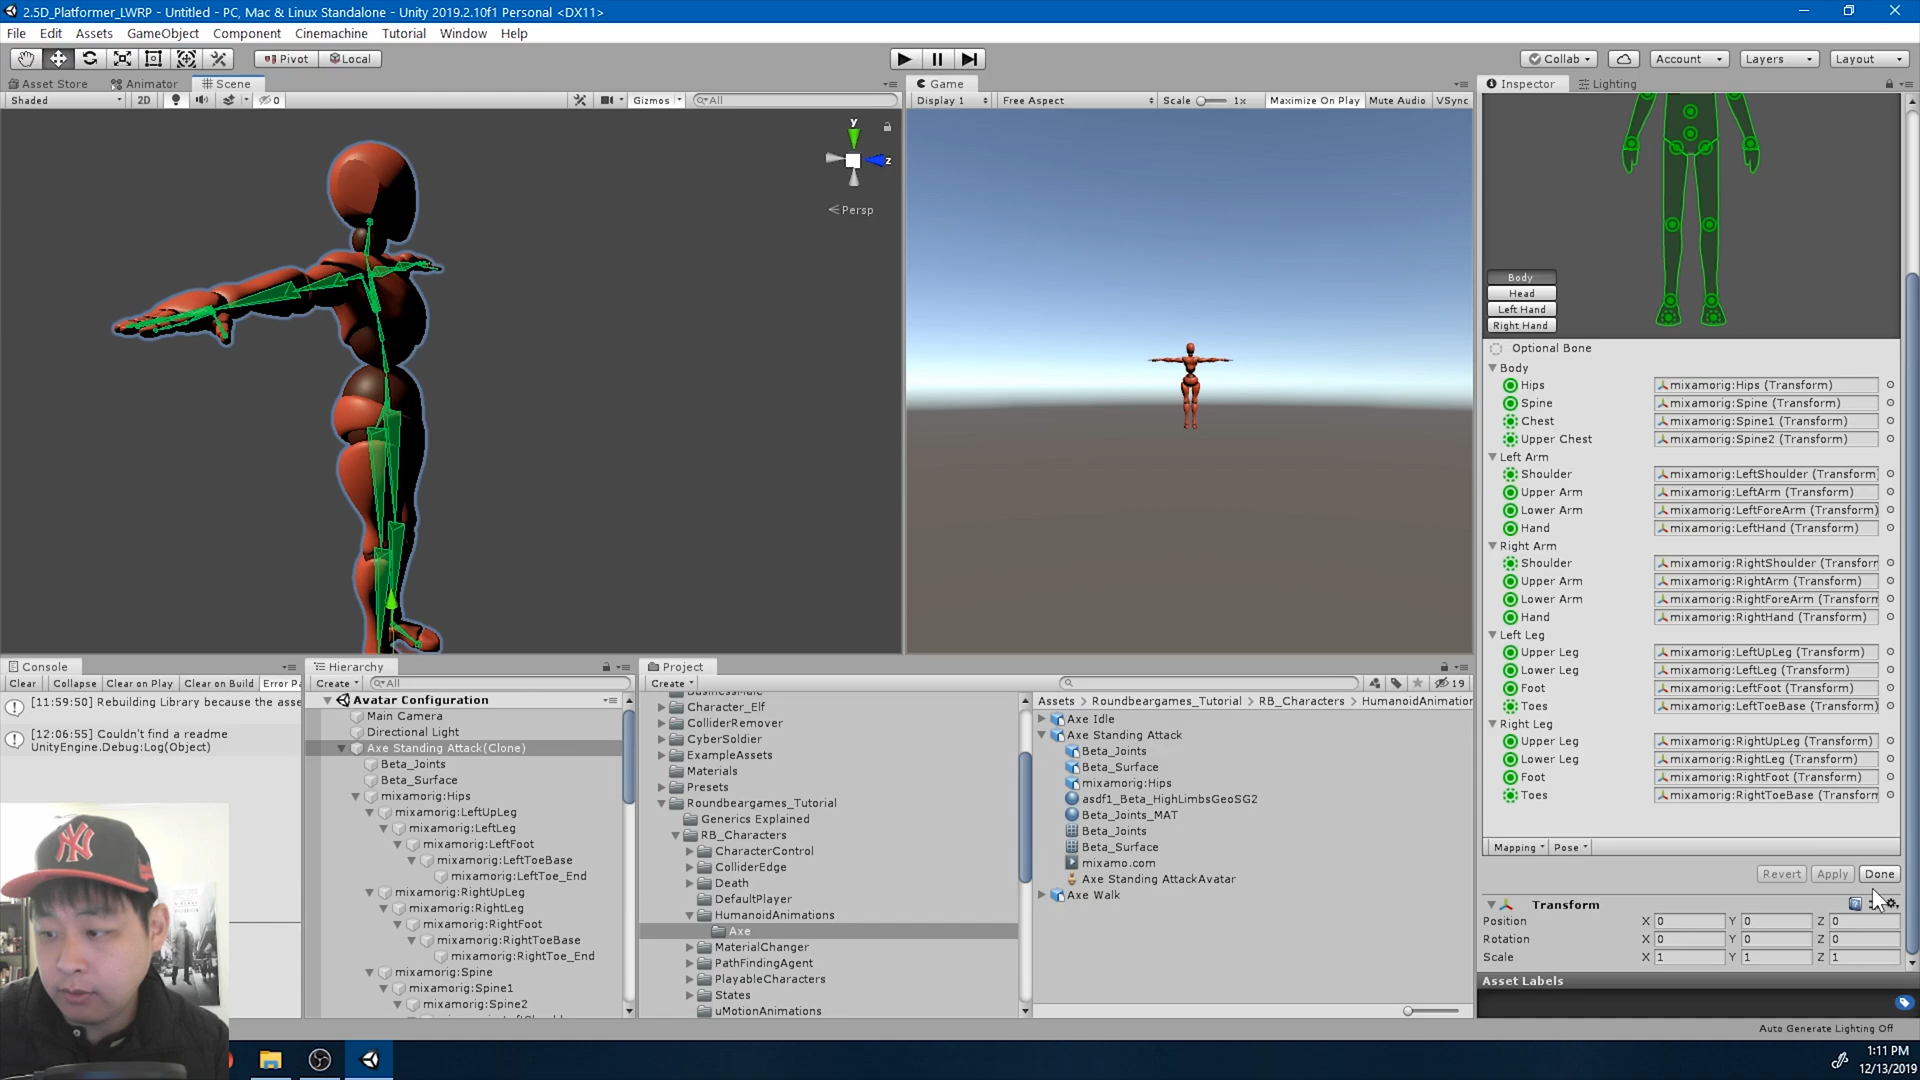 2.5D_Platformer_LWRP - Untitled - PC, Mac & Linux Standalone - Unity 2019.2.10f1 Personal <DX11>
File Edit Assets GameObject Component Cinemachine Tutorial Window Help
Pivot Local Collab Account Layers Layout
Asset Store Animator Scene Game Inspector Lighting
Shaded 2D 0 Gizmos All Display 1 Free Aspect Scale 1x Maximize On Play Mute Audio VSync
y
z
Persp
Body
Head
Left Hand
Right Hand
Optional Bone
Body
Hips mixamorig:Hips (Transform)
Spine mixamorig:Spine (Transform)
Chest mixamorig:Spine1 (Transform)
Upper Chest mixamorig:Spine2 (Transform)
Left Arm
Shoulder mixamorig:LeftShoulder (Transform
Upper Arm mixamorig:LeftArm (Transform)
Lower Arm mixamorig:LeftForeArm (Transform)
Hand mixamorig:LeftHand (Transform)
Right Arm
Shoulder mixamorig:RightShoulder (Transfor
Upper Arm mixamorig:RightArm (Transform)
Lower Arm mixamorig:RightForeArm (Transform
Hand mixamorig:RightHand (Transform)
Left Leg
Upper Leg mixamorig:LeftUpLeg (Transform)
Lower Leg mixamorig:LeftLeg (Transform)
Foot mixamorig:LeftFoot (Transform)
Toes mixamorig:LeftToeBase (Transform)
Right Leg
Upper Leg mixamorig:RightUpLeg (Transform)
Lower Leg mixamorig:RightLeg (Transform)
Foot mixamorig:RightFoot (Transform)
Toes mixamorig:RightToeBase (Transform
Mapping Pose
Revert Apply Done
Transform
Position X 0 Y 0 Z 0
Rotation X 0 Y 0 Z 0
Scale X 1 Y 1 Z 1
Asset Labels
Auto Generate Lighting Off
Console
Clear Collapse Clear on Play Clear on Build Error Pa
[11:59:50] Rebuilding Library because the asse
[12:06:55] Couldn't find a readme
UnityEngine.Debug:Log(Object)
Hierarchy
Create All
Avatar Configuration
Main Camera
Directional Light
Axe Standing Attack(Clone)
Beta_Joints
Beta_Surface
mixamorig:Hips
mixamorig:LeftUpLeg
mixamorig:LeftLeg
mixamorig:LeftFoot
mixamorig:LeftToeBase
mixamorig:LeftToe_End
mixamorig:RightUpLeg
mixamorig:RightLeg
mixamorig:RightFoot
mixamorig:RightToeBase
mixamorig:RightToe_End
mixamorig:Spine
mixamorig:Spine1
mixamorig:Spine2
Project
Create 19
Character_Elf
ColliderRemover
CyberSoldier
ExampleAssets
Materials
Presets
Roundbeargames_Tutorial
Generics Explained
RB_Characters
CharacterControl
ColliderEdge
Death
DefaultPlayer
HumanoidAnimations
Axe
MaterialChanger
PathFindingAgent
PlayableCharacters
States
uMotionAnimations
Assets Roundbeargames_Tutorial RB_Characters HumanoidAnimation
Axe Idle
Axe Standing Attack
Beta_Joints
Beta_Surface
mixamorig:Hips
asdf1_Beta_HighLimbsGeoSG2
Beta_Joints_MAT
Beta_Joints
Beta_Surface
mixamo.com
Axe Standing AttackAvatar
Axe Walk
1:11 PM
12/13/2019